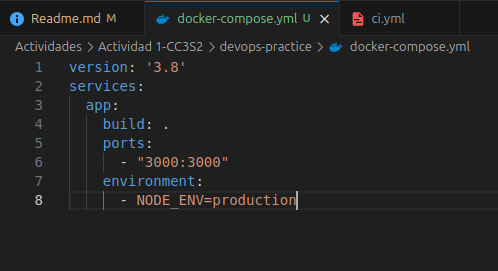 Readme.md M docker-compose.yml U × ci.yml
Actividades > Actividad 1-CC3S2 > devops-practice > docker-compose.yml
1 version: '3.8'
2 services:
3 app:
4 build: .
5 ports:
6 - "3000:3000"
7 environment:
8 - NODE_ENV=production